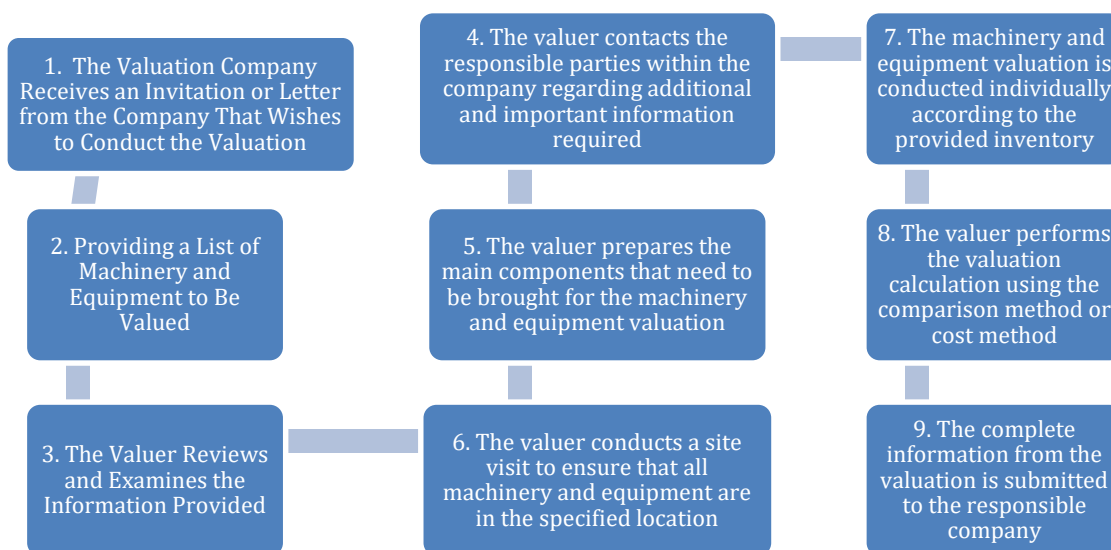 1. The Valuation Company
Receives an Invitation or Letter
from the Company That Wishes
to Conduct the Valuation
2. Providing a List of
Machinery and
Equipment to Be
Valued
3. The Valuer Reviews
and Examines the
Information Provided
4. The valuer contacts the
responsible parties within the
company regarding additional
and important information
required
5. The valuer prepares the
main components that need to
be brought for the machinery
and equipment valuation
6. The valuer conducts a site
visit to ensure that all
machinery and equipment are
in the specified location
7. The machinery and
equipment valuation is
conducted individually
according to the
provided inventory
8. The valuer performs
the valuation
calculation using the
comparison method or
cost method
9. The complete
information from the
valuation is submitted
to the responsible
company